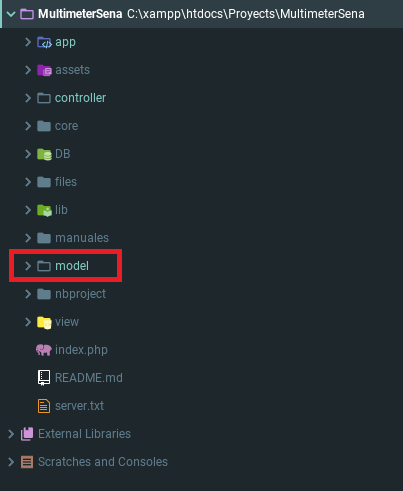 MultimeterSena C:\xampp\htdocs\Proyects\MultimeterSena
app
assets
controller
core
DB
files
lib
manuales
model
nbproject
view
index.php
README.md
server.txt
External Libraries
Scratches and Consoles